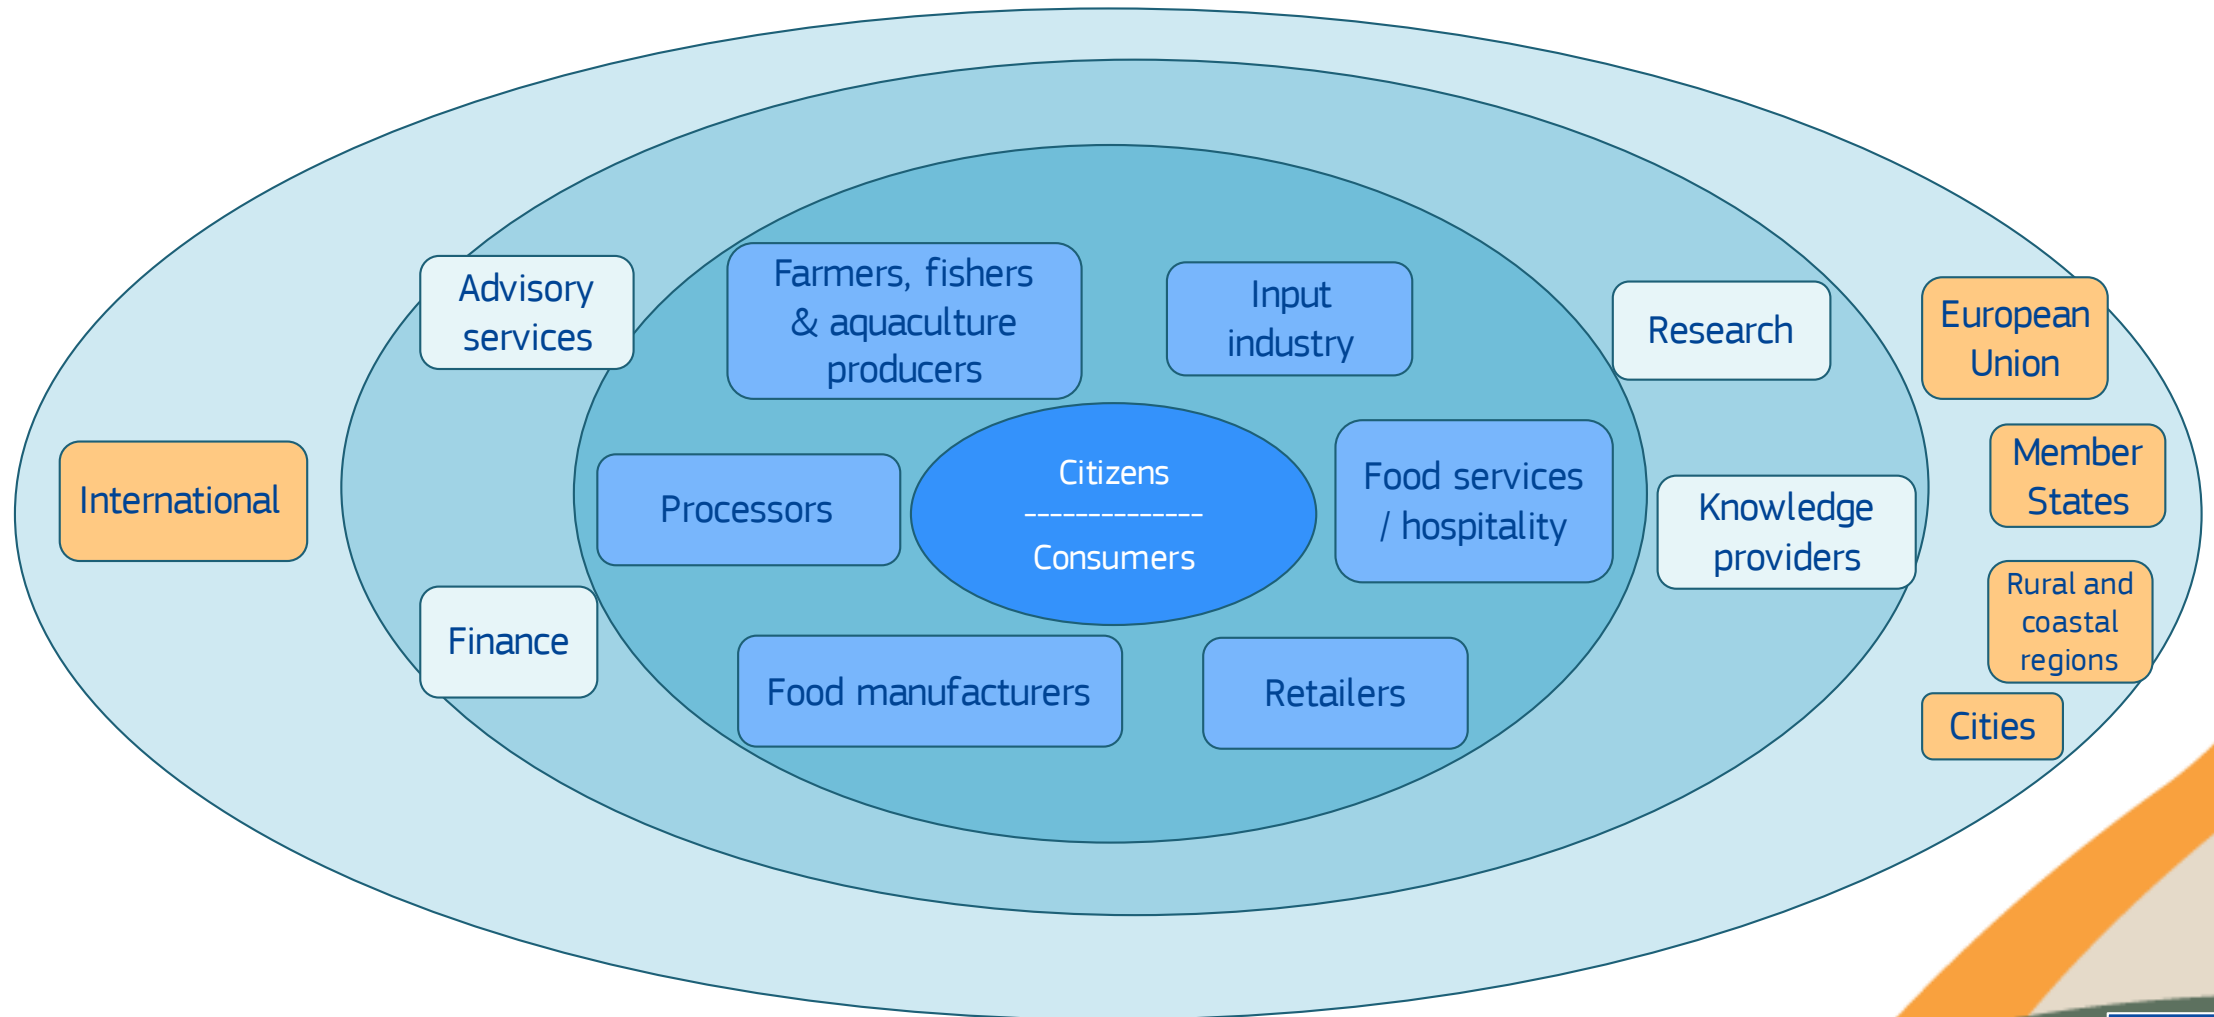 Advisory
services
Farmers, fishers
& aquaculture
producers
Input
industry
Research
European
Union
International
Processors
Citizens
--------------
Consumers
Food services
/ hospitality
Knowledge
providers
Member
States
Finance
Food manufacturers
Retailers
Rural and
coastal
regions
Cities